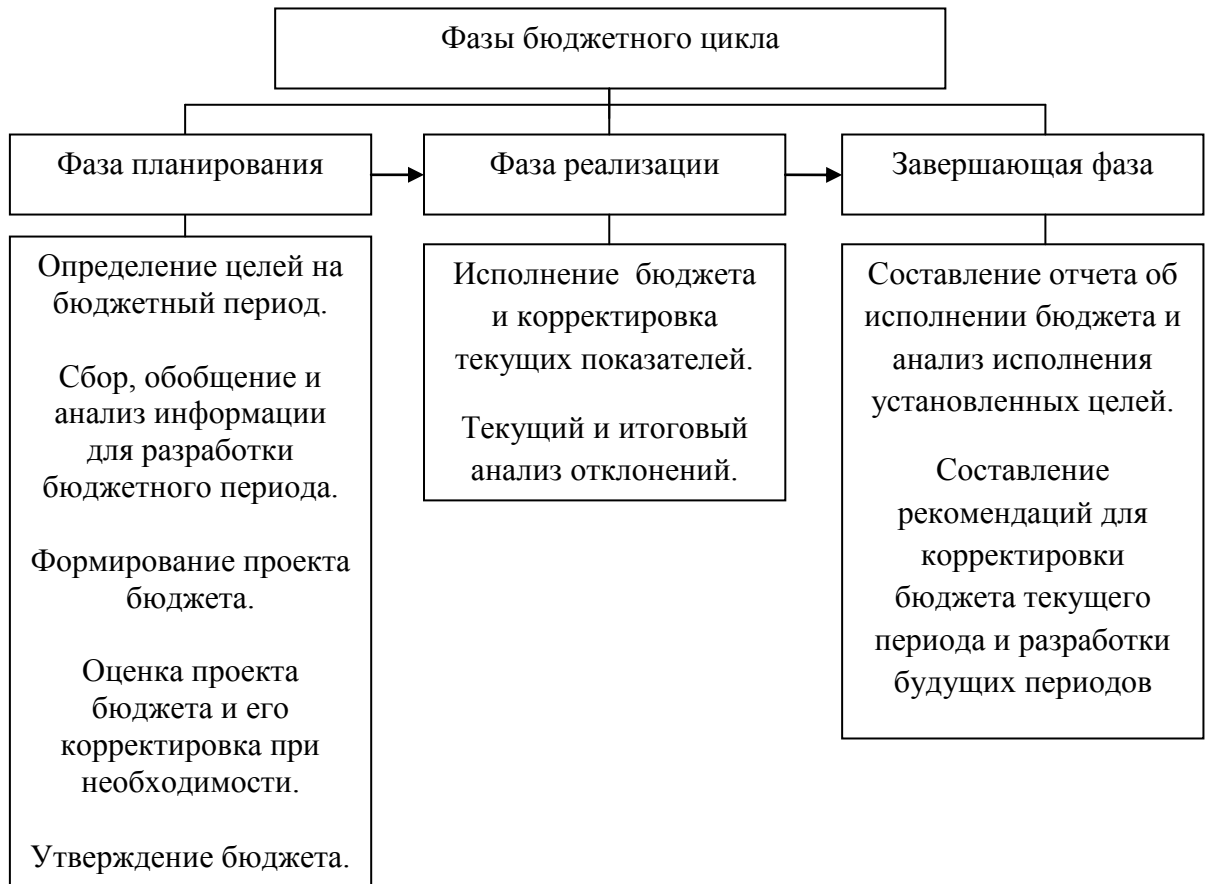 Фазы бюджетного цикла
Фаза планирования
Фаза реализации
Завершающая фаза
Определение целей на
бюджетный период.
Сбор, обобщение и
анализ информации
для разработки
бюджетного периода.
Формирование проекта
бюджета.
Оценка проекта
бюджета и его
корректировка при
необходимости.
Утверждение бюджета.
Исполнение бюджета
и корректировка
текущих показателей.
Текущий и итоговый
анализ отклонений.
Составление отчета об
исполнении бюджета и
анализ исполнения
установленных целей.
Составление
рекомендаций для
корректировки
бюджета текущего
периода и разработки
будущих периодов